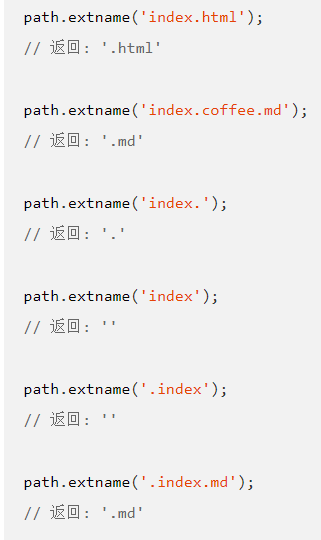 path.extname('index.html');
// 返回: '.html'
path.extname('index.coffee.md');
// 返回: '.md'
path.extname('index.');
// 返回: '.'
path.extname('index');
// 返回: ''
path.extname('.index');
// 返回: ''
path.extname('.index.md');
// 返回: '.md'